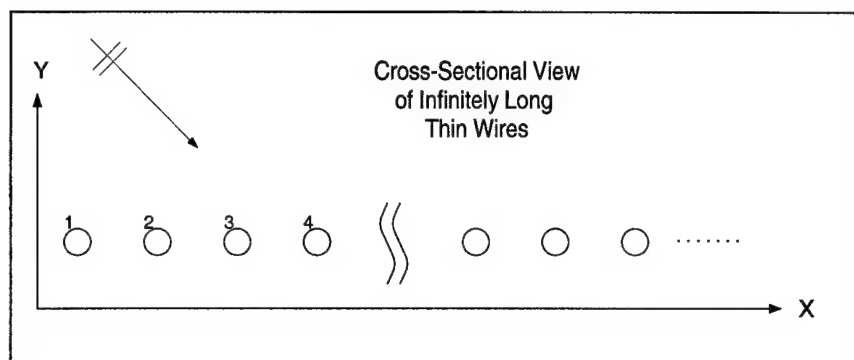 Y
Cross-Sectional View
of Infinitely Long
Thin Wires
1 2 3 4
X